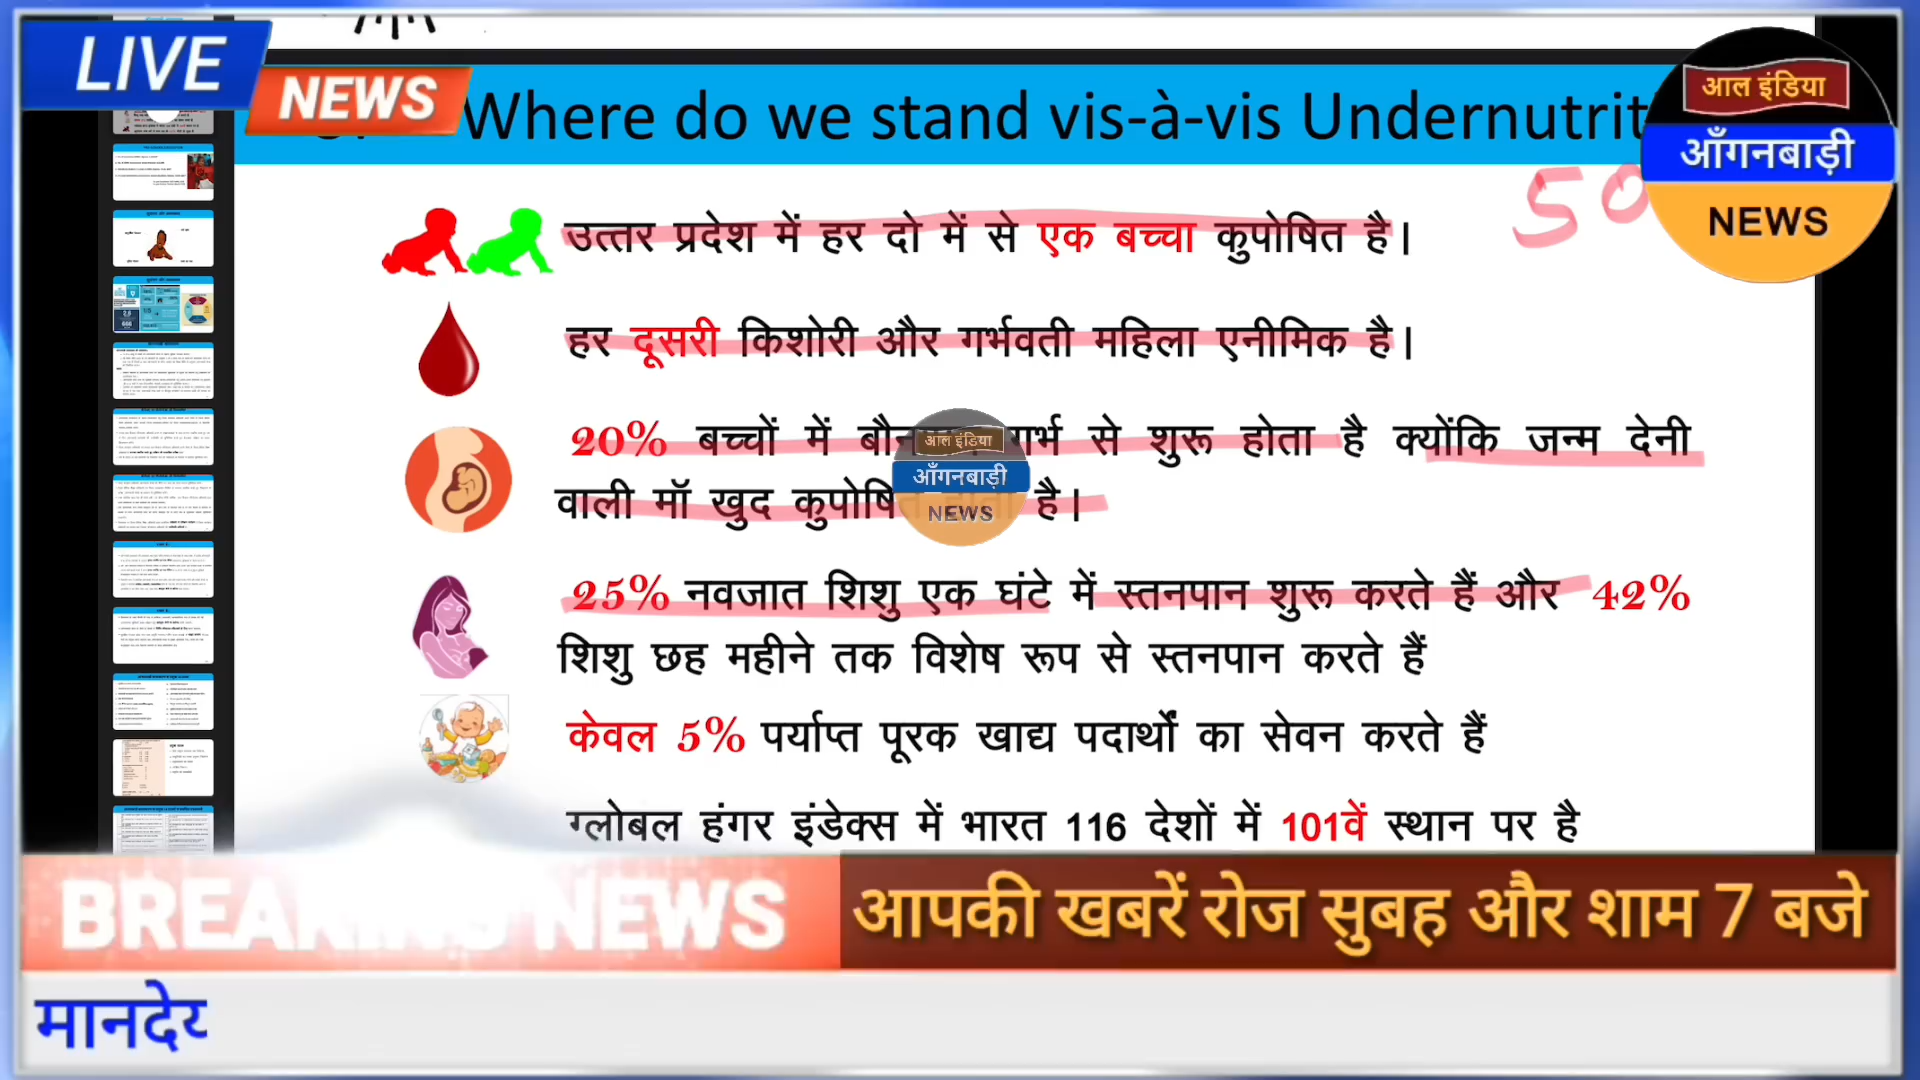 LIVE
NEWS
Where do we stand vis-à-vis Undernutrit
आल इंडिया
आँगनबाड़ी
NEWS
50
उत्तर प्रदेश में हर दो में से एक बच्चा कुपोषित है।
हर दूसरी किशोरी और गर्भवती महिला एनीमिक है।
20% बच्चों में गर्भ से शुरू होता है क्योंकि जन्म देनी
वाली मॉ खुद कुपोषित होती है।
आल इंडिया
आँगनबाड़ी
NEWS
25% नवजात शिशु एक घंटे में स्तनपान शुरू करते हैं और 42%
शिशु छह महीने तक विशेष रूप से स्तनपान करते हैं
केवल 5% पर्याप्त पूरक खाद्य पदार्थों का सेवन करते हैं
ग्लोबल हंगर इंडेक्स में भारत 116 देशों में 101वें स्थान पर है
BREAKING NEWS
आपकी खबरें रोज सुबह और शाम 7 बजे
मानदेय